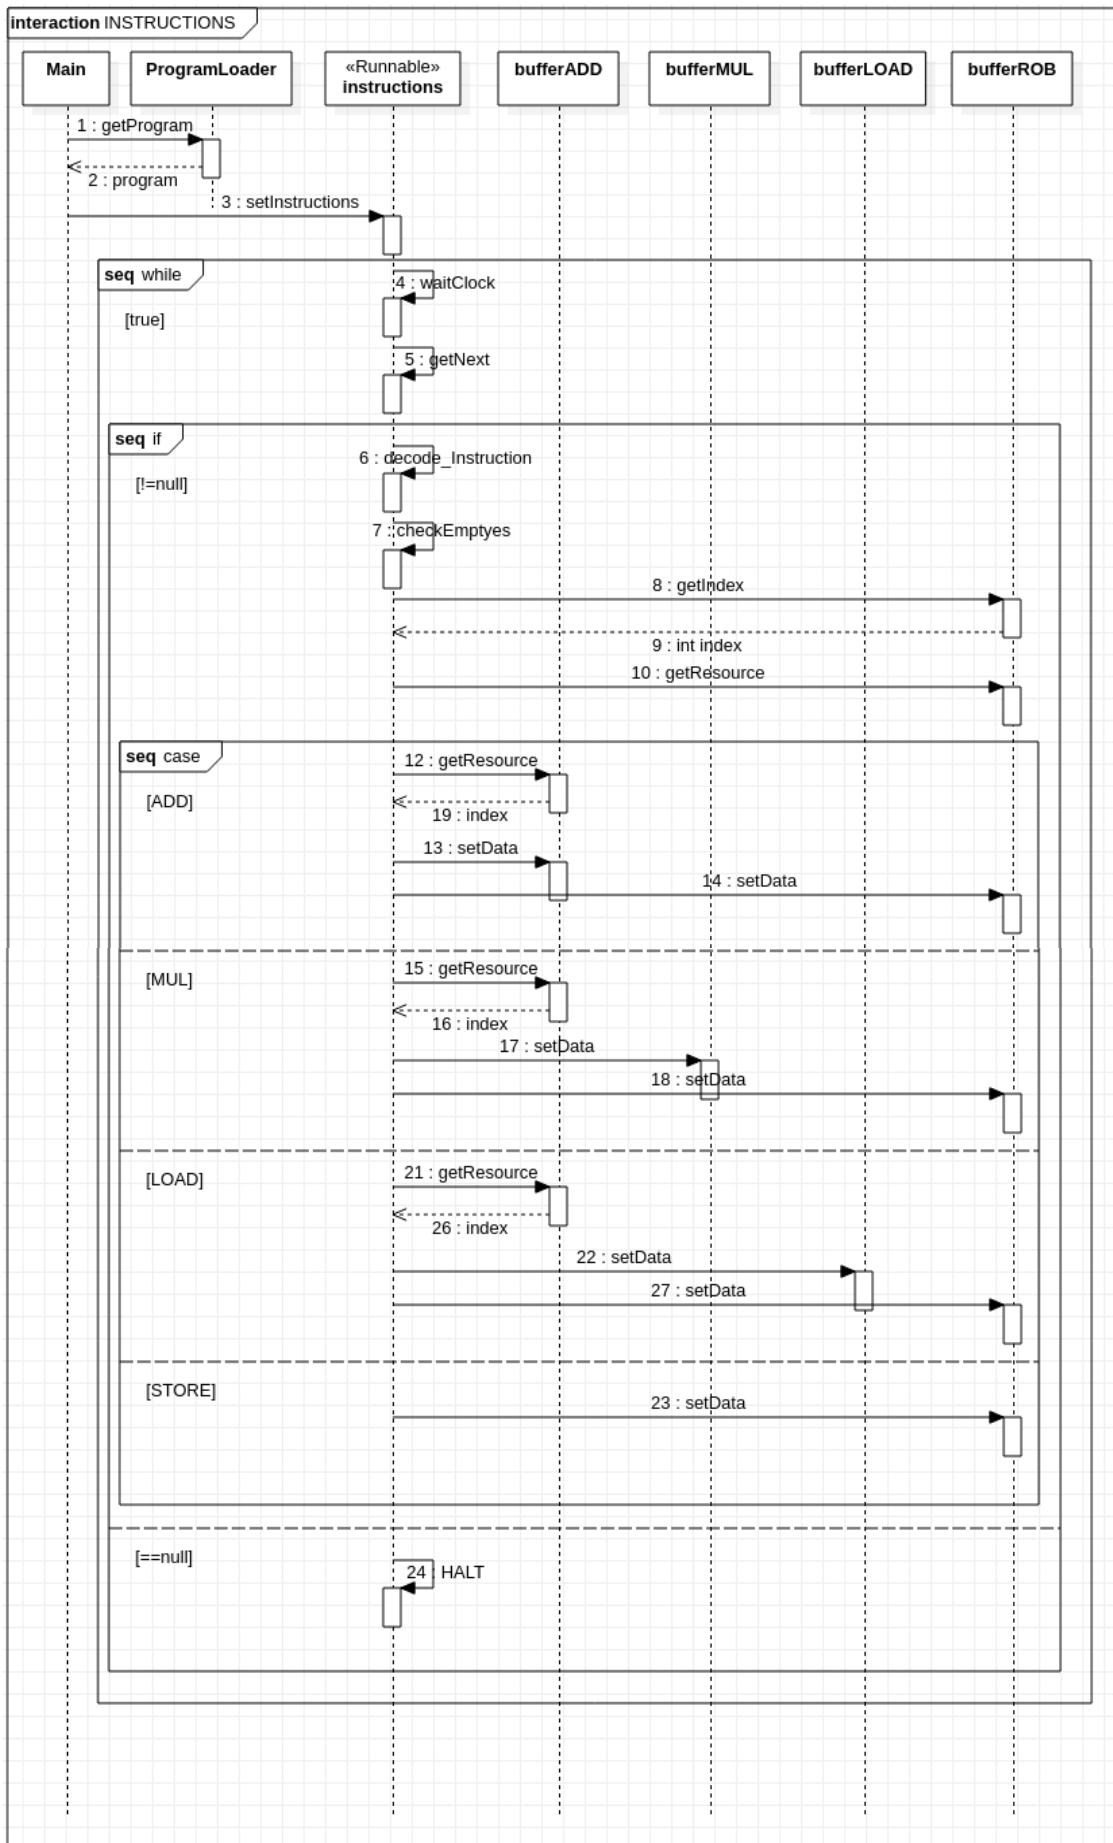 interaction INSTRUCTIONS
Main
ProgramLoader
«Runnable»
instructions
bufferADD
bufferMUL
bufferLOAD
bufferROB
1 : getProgram
2 : program
3 : setInstructions
seq while
4 : waitClock
[true]
5 : getNext
seq if
6 : decode_Instruction
[!=null]
7 : checkEmptyes
8 : getIndex
9 : int index
10 : getResource
seq case
12 : getResource
[ADD]
19 : index
13 : setData
14 : setData
15 : getResource
[MUL]
16 : index
17 : setData
18 : setData
21 : getResource
[LOAD]
26 : index
22 : setData
27 : setData
[STORE]
23 : setData
[==null]
24 : HALT